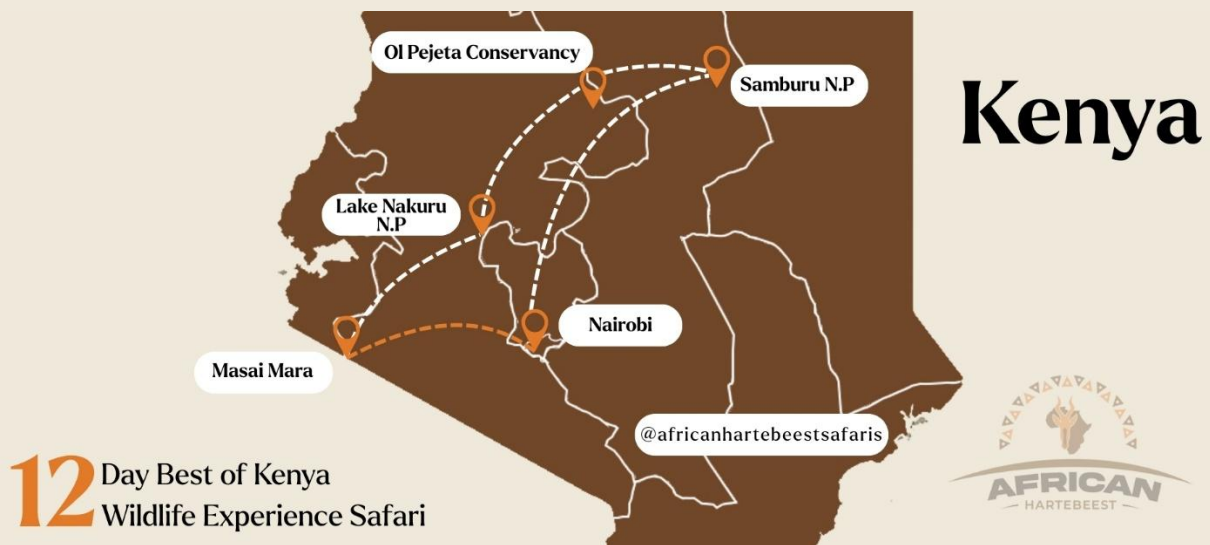 Ol Pejeta Conservancy
Samburu N.P
Kenya
Lake Nakuru
N.P
Nairobi
Masai Mara
@africanhartebeestsafaris
12 Day Best of Kenya
Wildlife Experience Safari
AFRICAN
HARTEBEEST